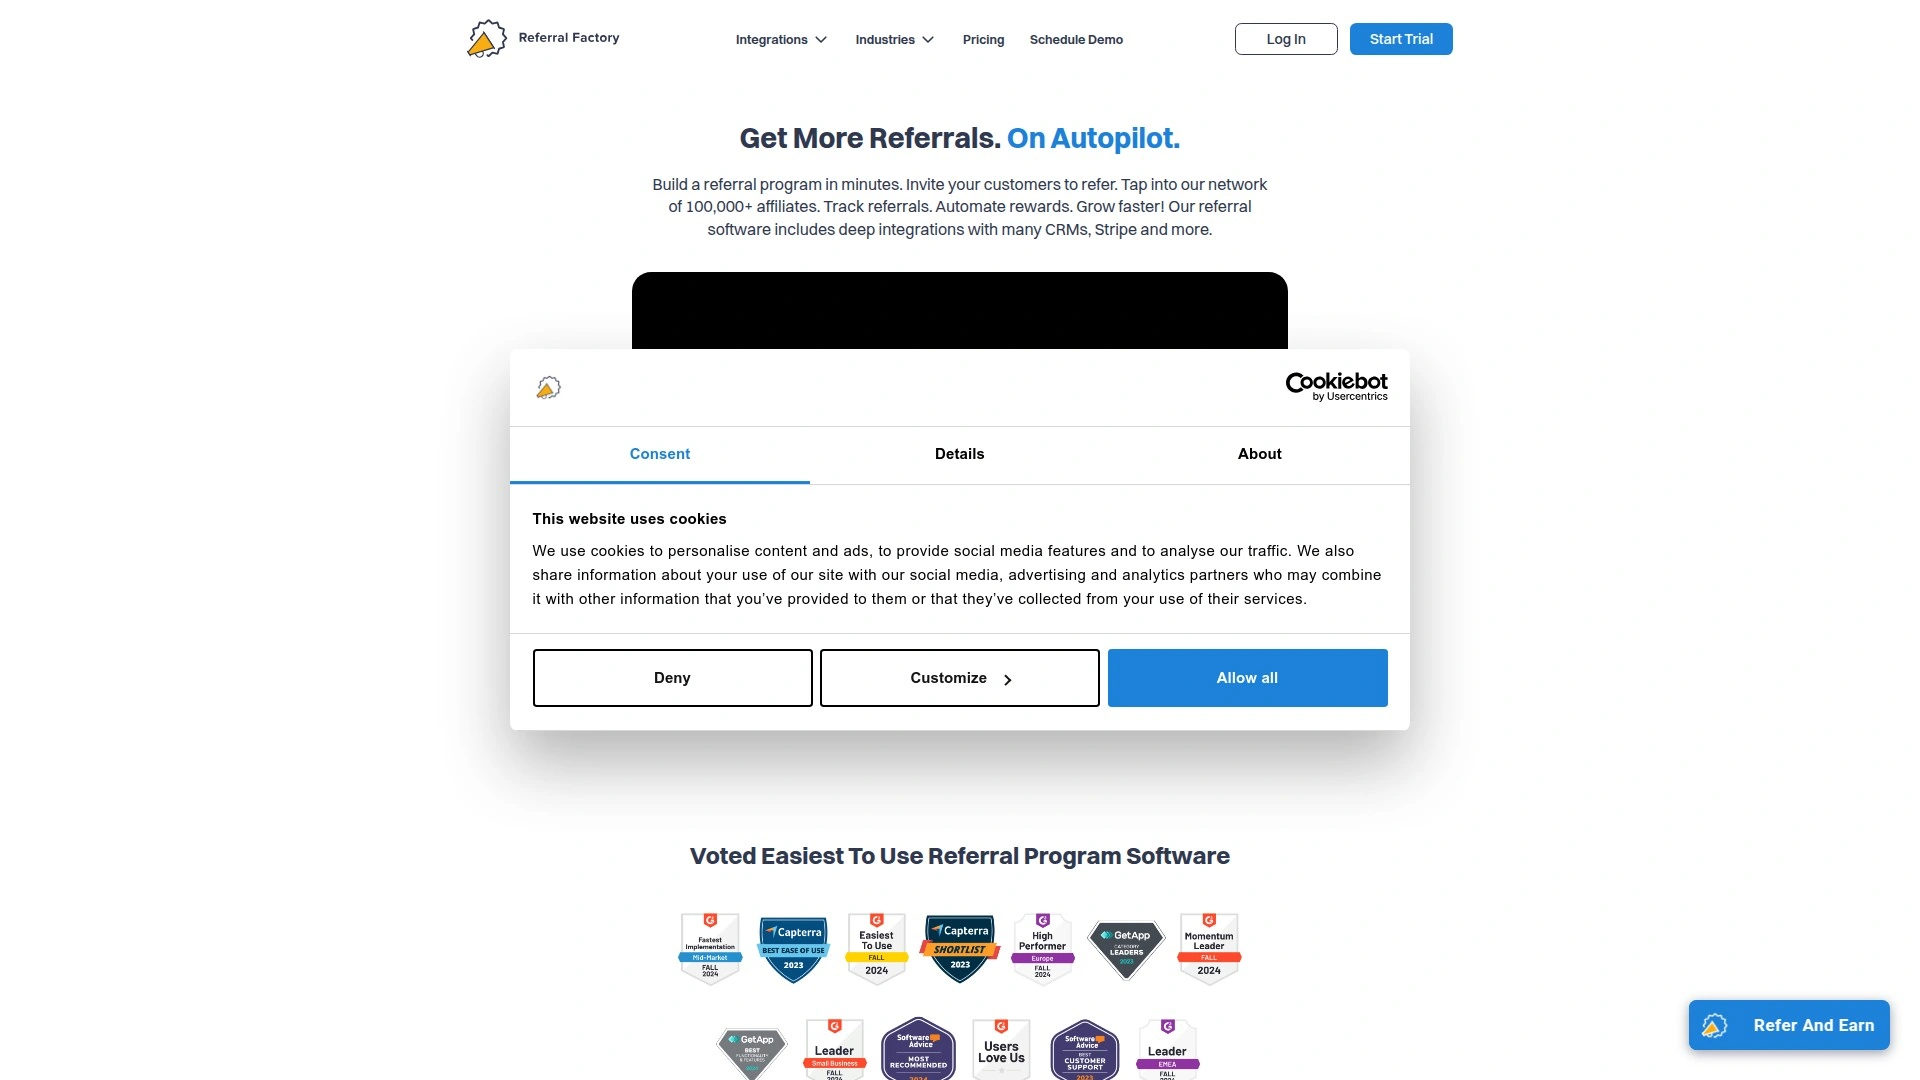 Referral Factory
Integrations
Industries
Pricing
Schedule Demo
Log In
Start Trial
Get More Referrals. On Autopilot.
Build a referral program in minutes. Invite your customers to refer. Tap into our network
of 100,000+ affiliates. Track referrals. Automate rewards. Grow faster! Our referral
software includes deep integrations with many CRMs, Stripe and more.
Cookiebot
by Usercentrics
Consent
Details
About
This website uses cookies
We use cookies to personalise content and ads, to provide social media features and to analyse our traffic. We also
share information about your use of our site with our social media, advertising and analytics partners who may combine
it with other information that you’ve provided to them or that they’ve collected from your use of their services.
Deny
Customize
Allow all
Voted Easiest To Use Referral Program Software
Fastest
Implementation
Mid-Market
FALL
2024
Capterra
BEST EASE OF USE
2023
Easiest
To Use
FALL
2024
Capterra
SHORTLIST
2023
High
Performer
Europe
FALL
2024
GetApp
CATEGORY
LEADERS
2023
Momentum
Leader
FALL
2024
GetApp
BEST
FUNCTIONALITY
& FEATURES
Leader
Small Business
FALL
2024
Software
Advice
MOST
RECOMMENDED
2024
Users
Love Us
Software
Advice
BEST
CUSTOMER
SUPPORT
2023
Leader
EMEA
FALL
2024
Refer And Earn